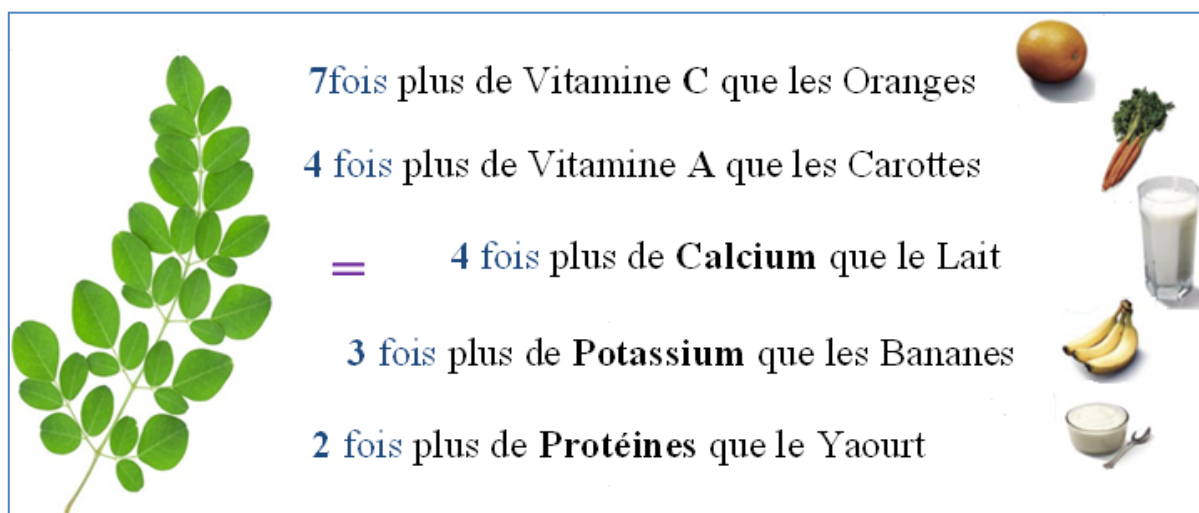 7fois plus de Vitamine C que les Oranges
4 fois plus de Vitamine A que les Carottes
= 4 fois plus de Calcium que le Lait
3 fois plus de Potassium que les Bananes
2 fois plus de Protéines que le Yaourt